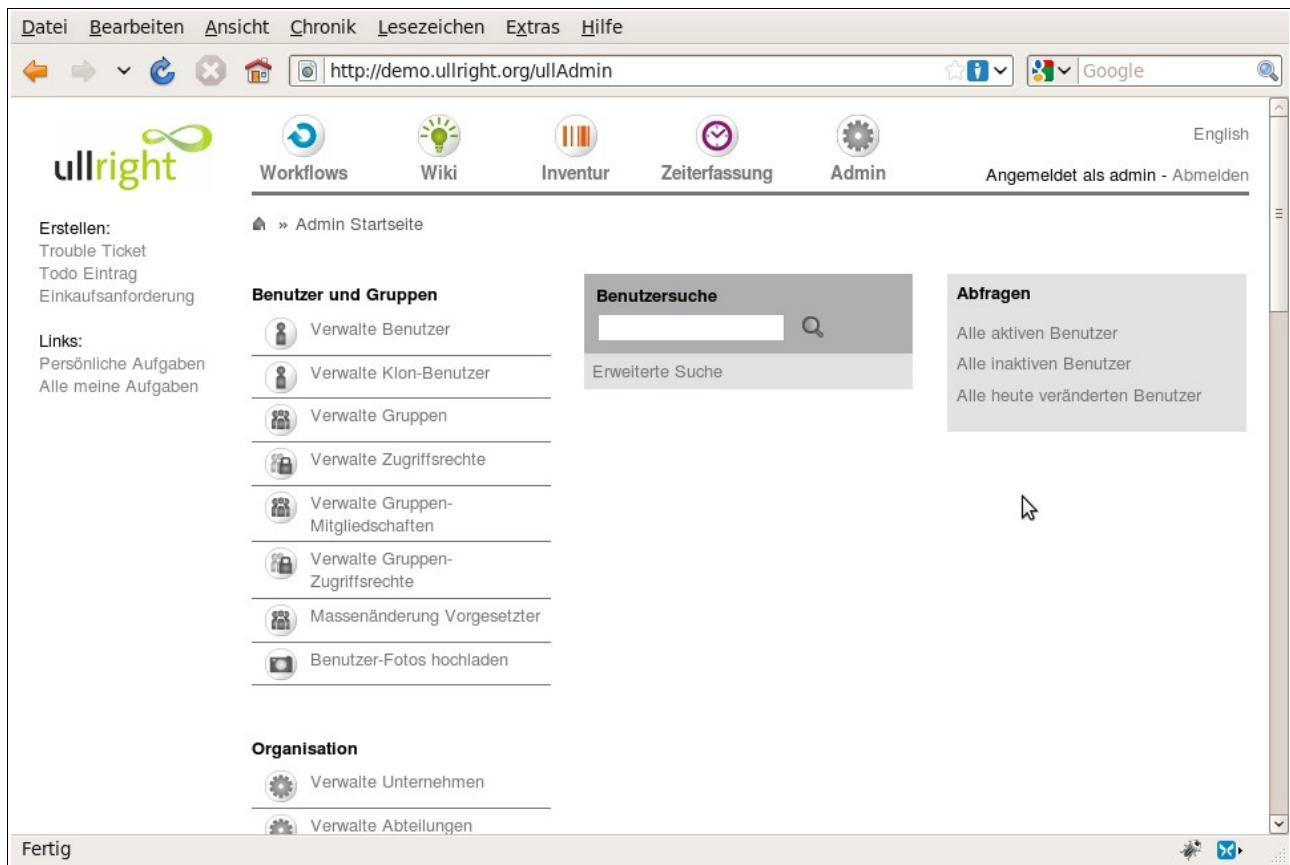 Datei Bearbeiten Ansicht Chronik Lesezeichen Extras Hilfe
http://demo.ullright.org/ullAdmin
Google
ullright
Workflows Wiki Inventur Zeiterfassung Admin
English
Angemeldet als admin - Abmelden
Erstellen:
Trouble Ticket
Todo Eintrag
Einkaufsanforderung
Links:
Persönliche Aufgaben
Alle meine Aufgaben
» Admin Startseite
Benutzer und Gruppen
Verwalte Benutzer
Verwalte Klon-Benutzer
Verwalte Gruppen
Verwalte Zugriffsrechte
Verwalte Gruppen-
Mitgliedschaften
Verwalte Gruppen-
Zugriffsrechte
Massenänderung Vorgesetzter
Benutzer-Fotos hochladen
Organisation
Verwalte Unternehmen
Verwalte Abteilungen
Benutzersuche
Erweiterte Suche
Abfragen
Alle aktiven Benutzer
Alle inaktiven Benutzer
Alle heute veränderten Benutzer
Fertig